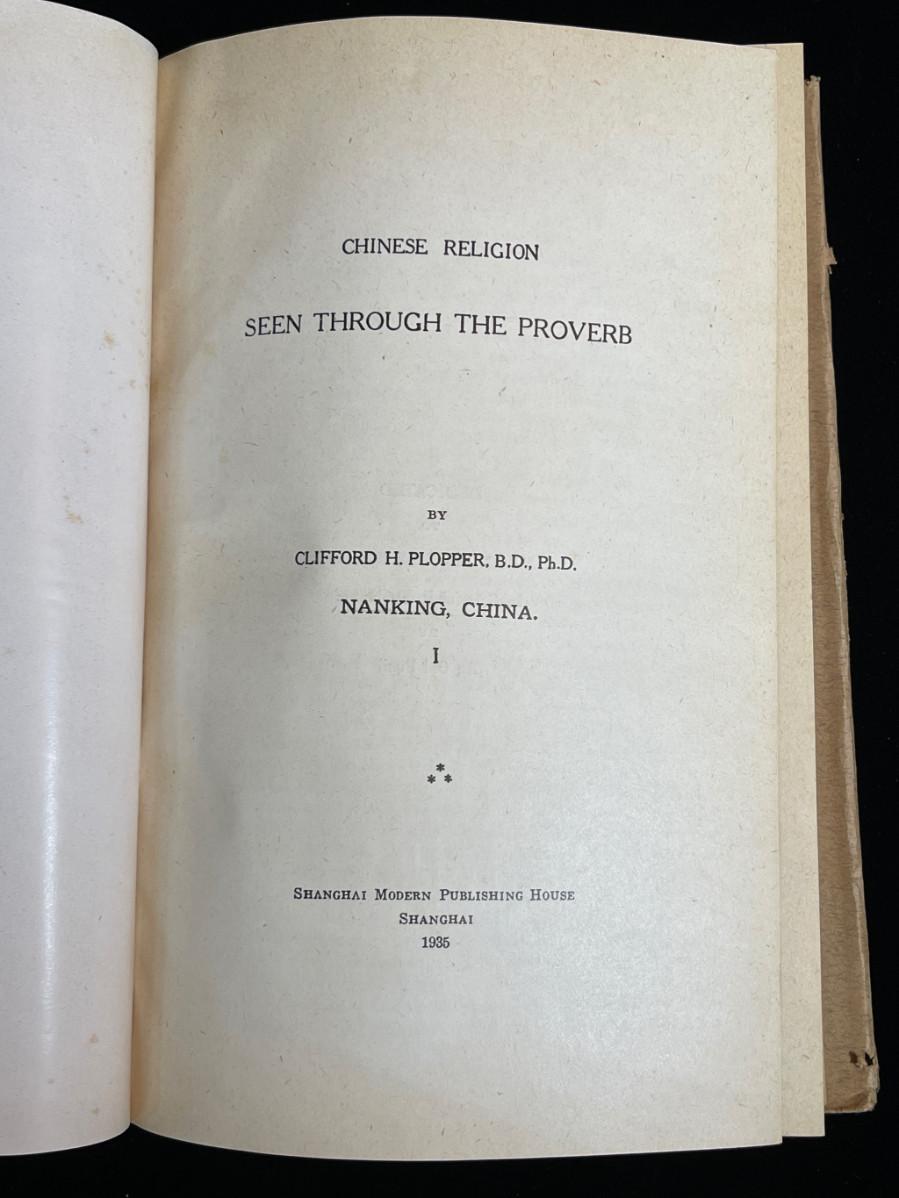 CHINESE RELIGION
SEEN THROUGH THE PROVERB
BY
CLIFFORD H. PLOPPER, B.D., Ph.D.
NANKING, CHINA.
I
*
* *
SHANGHAI MODERN PUBLISHING HOUSE
SHANGHAI
1935